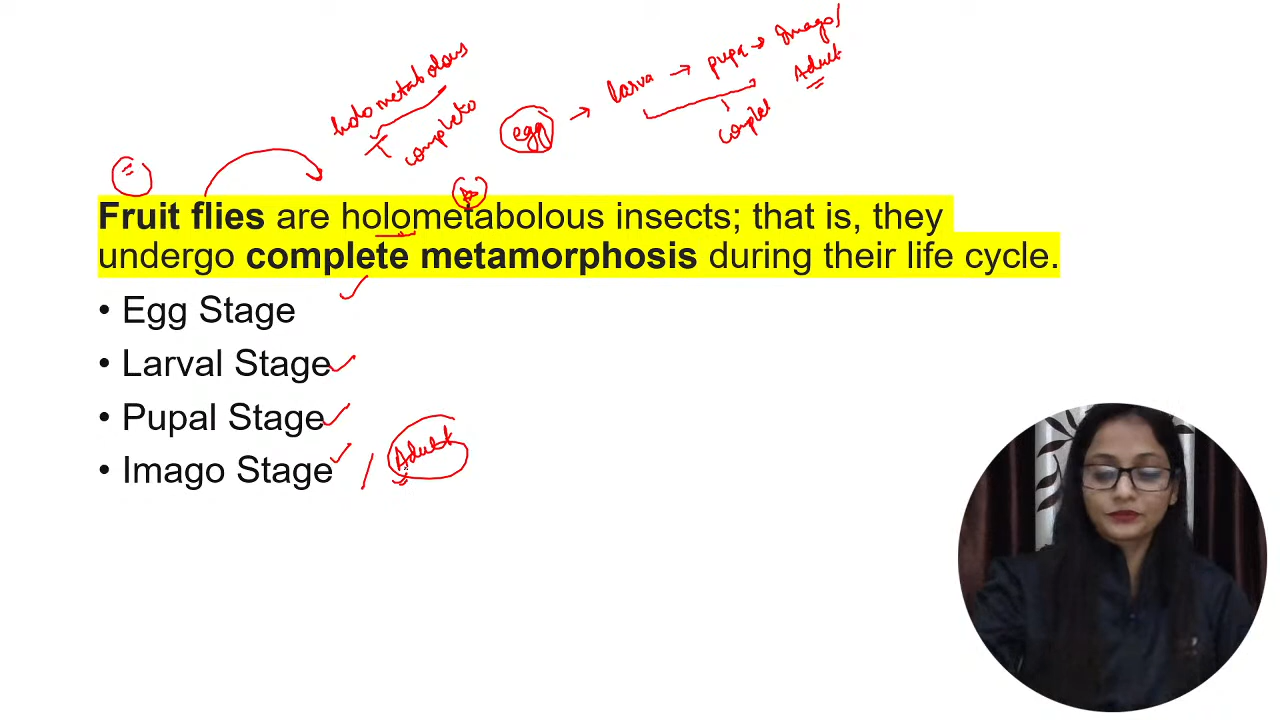 holometabolous
complete
egg → larva → pupa → Imago/
Adult
complet
Fruit flies are holometabolous insects; that is, they
undergo complete metamorphosis during their life cycle.
• Egg Stage
• Larval Stage
• Pupal Stage
• Imago Stage / Adult